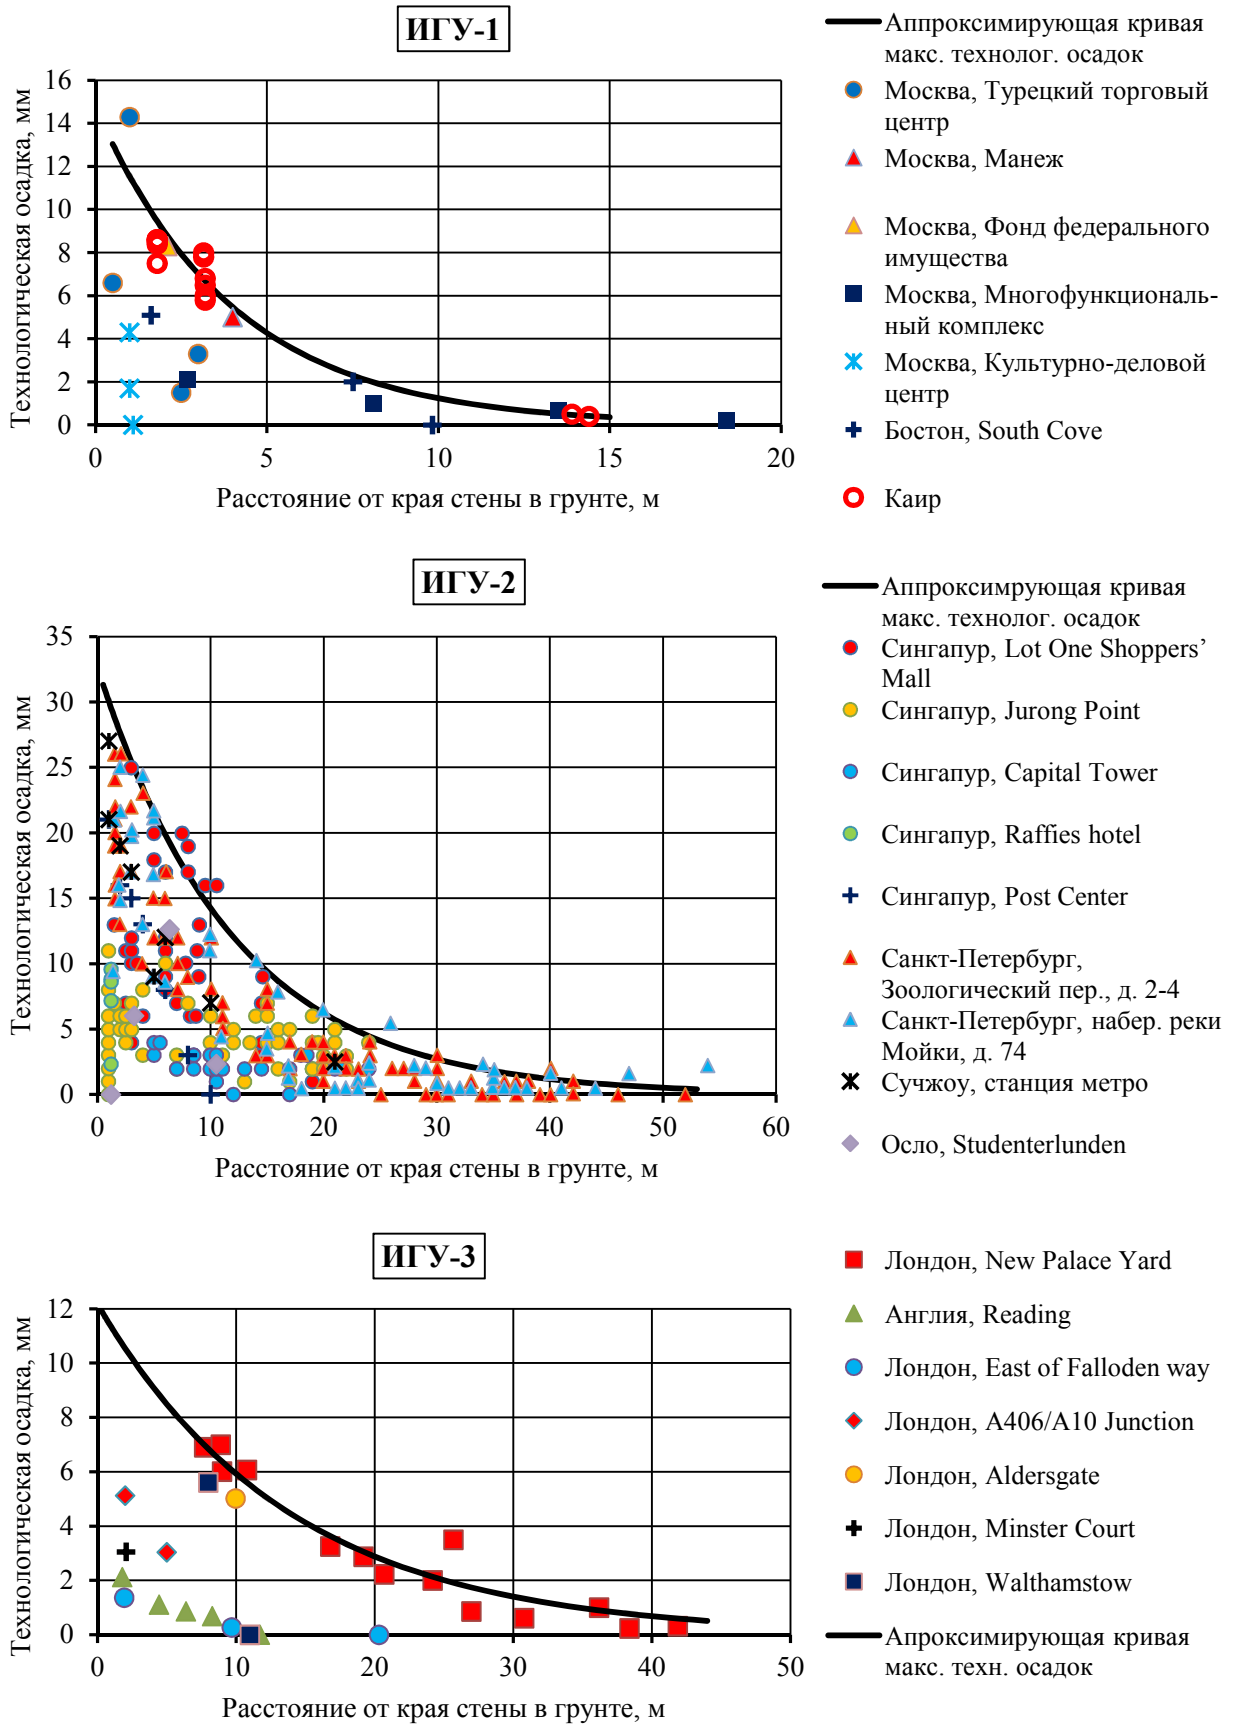 ИГУ-1
Технологическая осадка, мм
16
14
12
10
8
6
4
2
0
0 5 10 15 20
Расстояние от края стены в грунте, м
Аппроксимирующая кривая
макс. технолог. осадок
Москва, Турецкий торговый
центр
Москва, Манеж
Москва, Фонд федерального
имущества
Москва, Многофункциональ-
ный комплекс
Москва, Культурно-деловой
центр
Бостон, South Cove
Каир
ИГУ-2
Технологическая осадка, мм
35
30
25
20
15
10
5
0
0 10 20 30 40 50 60
Расстояние от края стены в грунте, м
Аппроксимрующая кривая
макс. технолог. осадок
Сингапур, Lot One Shoppers’
Mall
Сингапур, Jurong Point
Сингапур, Capital Tower
Сингапур, Raffies hotel
Сингапур, Post Center
Санкт-Петербург,
Зоологический пер., д. 2-4
Санкт-Петербург, набер. реки
Мойки, д. 74
Сучжоу, станция метро
Осло, Studenterlunden
ИГУ-3
Технологическая осадка, мм
12
10
8
6
4
2
0
0 10 20 30 40 50
Расстояние от края стены в грунте, м
Лондон, New Palace Yard
Англия, Reading
Лондон, East of Falloden way
Лондон, A406/A10 Junction
Лондон, Aldersgate
Лондон, Minster Court
Лондон, Walthamstow
Апроксимирующая кривая
макс. техн. осадок